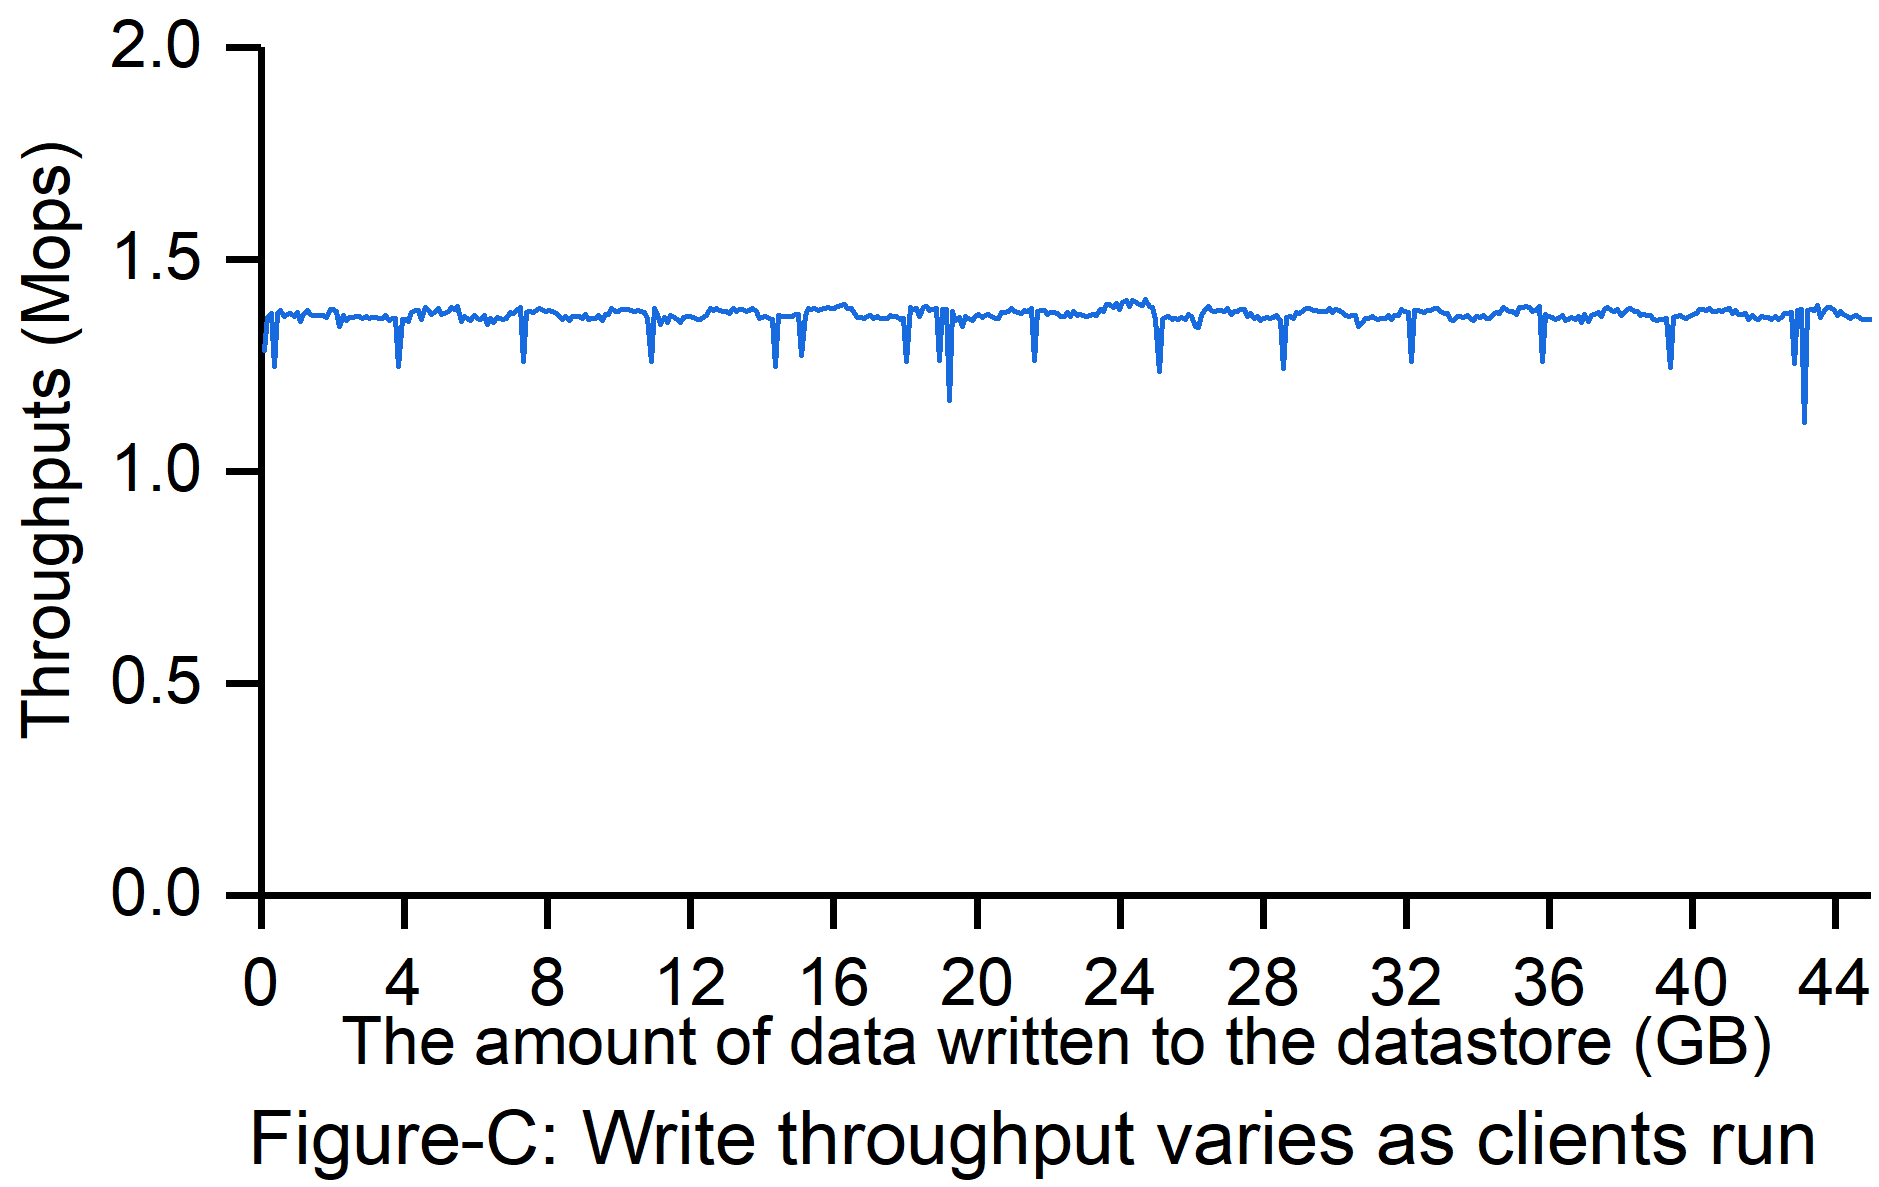 2.0
1.5
1.0
0.5
0.0
Throughputs (Mops)
0 4 8 12 16 20 24 28 32 36 40 44
The amount of data written to the datastore (GB)
Figure-C: Write throughput varies as clients run